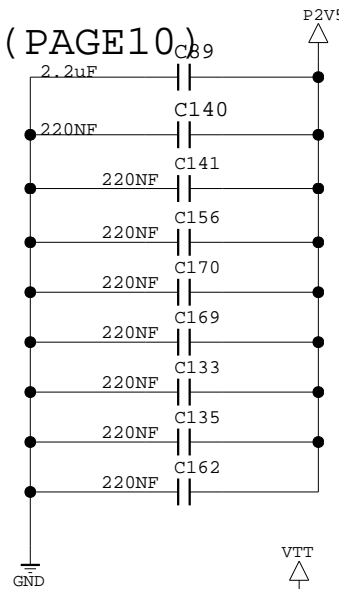 P2V5
(PAGE10)
C89
2.2uF
C140
220NF
C141
220NF
C156
220NF
C170
220NF
C169
220NF
C133
220NF
C135
220NF
C162
220NF
VTT
GND